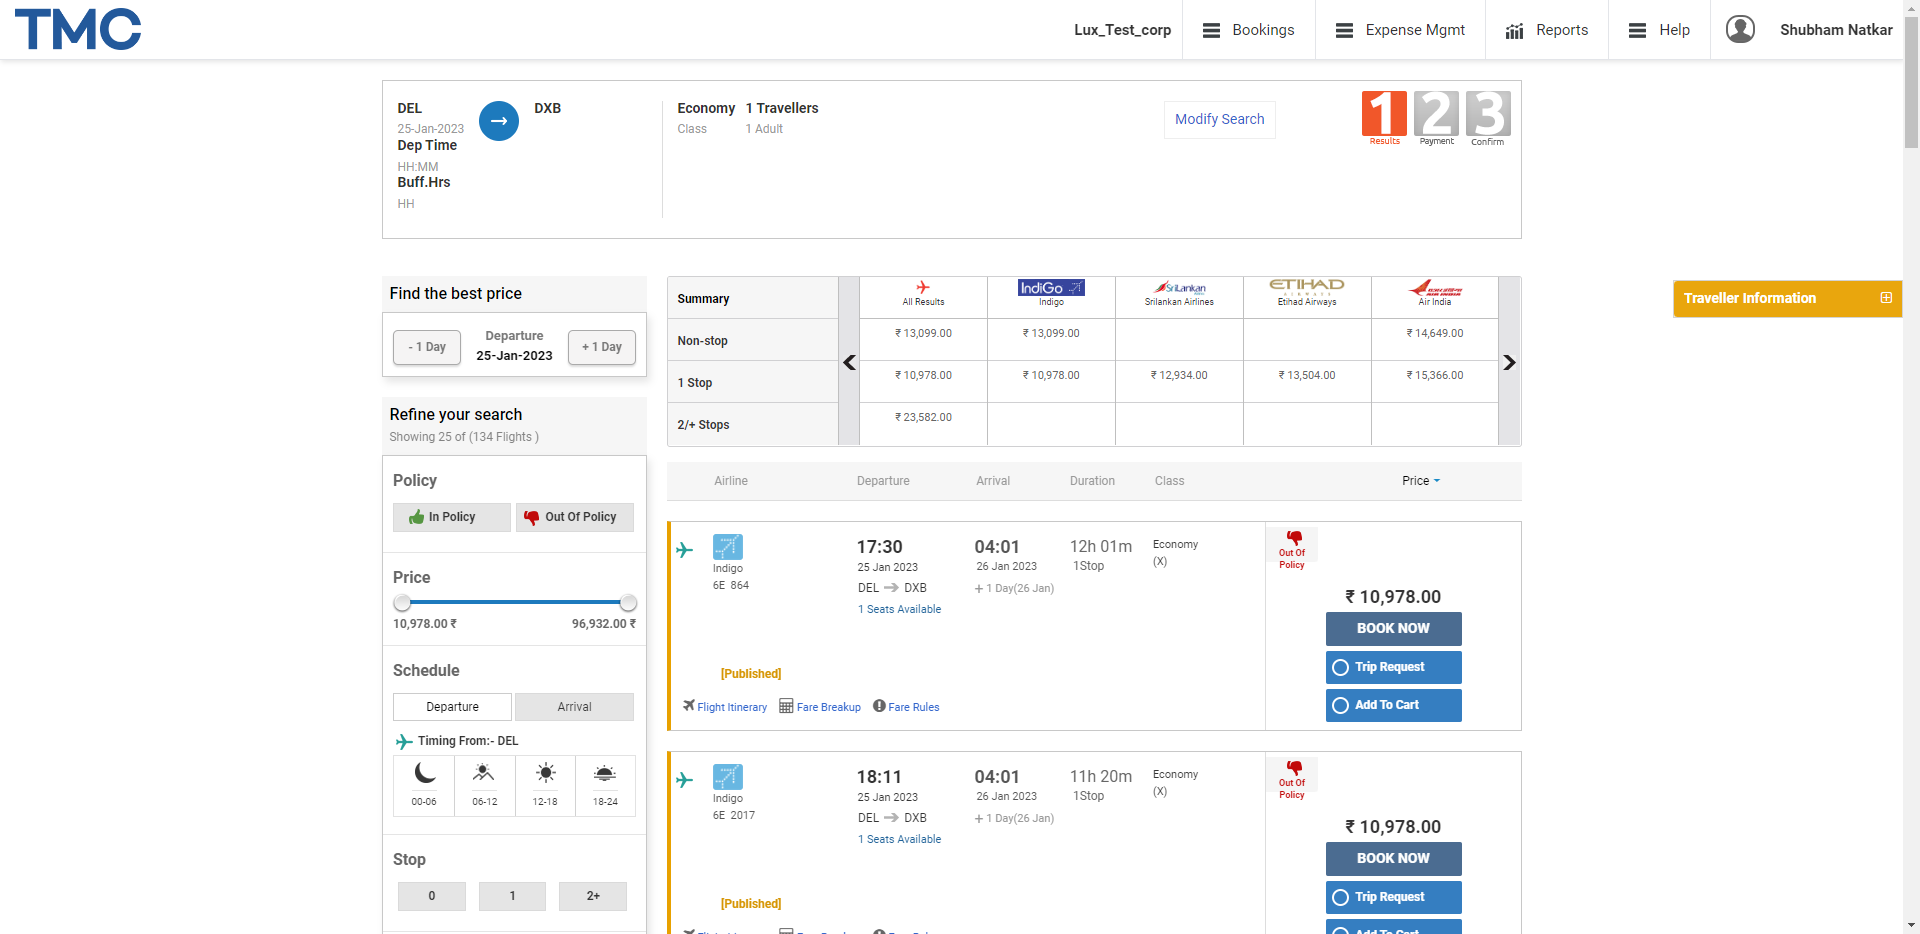 TMC
Lux_Test_corp
Bookings
Expense Mgmt
Reports
Help
Shubham Natkar
DEL
25-Jan-2023
Dep Time
HH:MM
Buff.Hrs
HH
DXB
Economy
Class
1 Travellers
1 Adult
Modify Search
1 2 3
Results Payment Confirm
Find the best price
- 1 Day
Departure
25-Jan-2023
+ 1 Day
Refine your search
Showing 25 of (134 Flights )
Policy
In Policy
Out Of Policy
Price
10,978.00 ₹ 96,932.00 ₹
Schedule
Departure Arrival
Timing From:- DEL
00-06 06-12 12-18 18-24
Stop
0 1 2+
Summary
All Results
IndiGo
Indigo
SriLankan
Srilankan Airlines
ETIHAD
AIRWAYS
Etihad Airways
AIR INDIA
Air India
Non-stop ₹ 13,099.00 ₹ 13,099.00 ₹ 14,649.00
1 Stop ₹ 10,978.00 ₹ 10,978.00 ₹ 12,934.00 ₹ 13,504.00 ₹ 15,366.00
2/+ Stops ₹ 23,582.00
Traveller Information
Airline Departure Arrival Duration Class Price
Indigo
6E 864
17:30
25 Jan 2023
DEL DXB
1 Seats Available
04:01
26 Jan 2023
+ 1 Day(26 Jan)
12h 01m
1Stop
Economy
(X)
Out Of
Policy
₹ 10,978.00
BOOK NOW
Trip Request
Add To Cart
[Published]
Flight Itinerary Fare Breakup Fare Rules
Indigo
6E 2017
18:11
25 Jan 2023
DEL DXB
1 Seats Available
04:01
26 Jan 2023
+ 1 Day(26 Jan)
11h 20m
1Stop
Economy
(X)
Out Of
Policy
₹ 10,978.00
BOOK NOW
Trip Request
Add To Cart
[Published]